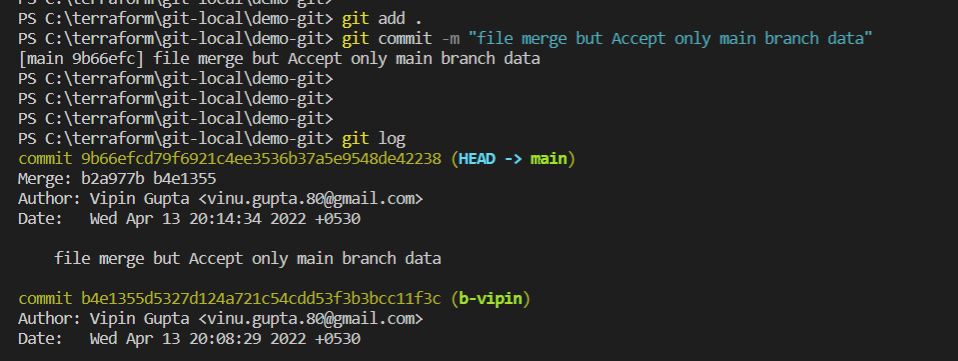 PS C:\terraform\git-local\demo-git>
PS C:\terraform\git-local\demo-git> git add .
PS C:\terraform\git-local\demo-git> git commit -m "file merge but Accept only main branch data"
[main 9b66efc] file merge but Accept only main branch data
PS C:\terraform\git-local\demo-git>
PS C:\terraform\git-local\demo-git>
PS C:\terraform\git-local\demo-git>
PS C:\terraform\git-local\demo-git> git log
commit 9b66efcd79f6921c4ee3536b37a5e9548de42238 (HEAD -> main)
Merge: b2a977b b4e1355
Author: Vipin Gupta <vinu.gupta.80@gmail.com>
Date:   Wed Apr 13 20:14:34 2022 +0530
file merge but Accept only main branch data
commit b4e1355d5327d124a721c54cdd53f3b3bcc11f3c (b-vipin)
Author: Vipin Gupta <vinu.gupta.80@gmail.com>
Date:   Wed Apr 13 20:08:29 2022 +0530